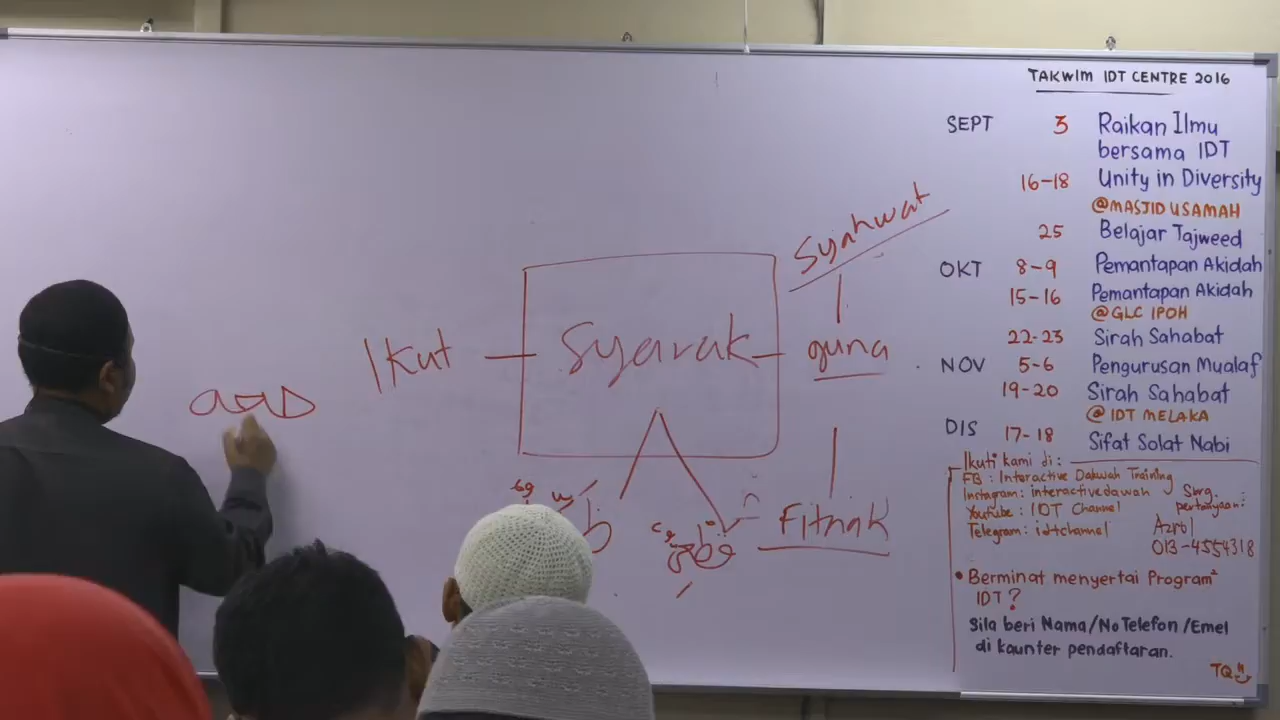 TAKWIM IDT CENTRE 2016
SEPT 3 Raikan Ilmu
bersama IDT
16-18 Unity in Diversity
@MASJID USAMAH
25 Belajar Tajweed
OKT 8-9 Pemantapan Akidah
15-16 Pemantapan Akidah
@GLC IPOH
22-23 Sirah Sahabat
NOV 5-6 Pengurusan Mualaf
19-20 Sirah Sahabat
@ IDT MELAKA
DIS 17-18 Sifat Solat Nabi
Ikuti kami di:
FB: Interactive Dakwah Training
Instagram: interactivedawah
Youtube: IDT Channel
Telegram: idtchannel
Sbrg.
pertanyaan:
Azrol
013-4554318
• Berminat menyertai Program²
IDT?
Sila beri Nama/No Telefon/Emel
di kaunter pendaftaran.
TQ
Syahwat
Ikut Syarak guna
Fitnah